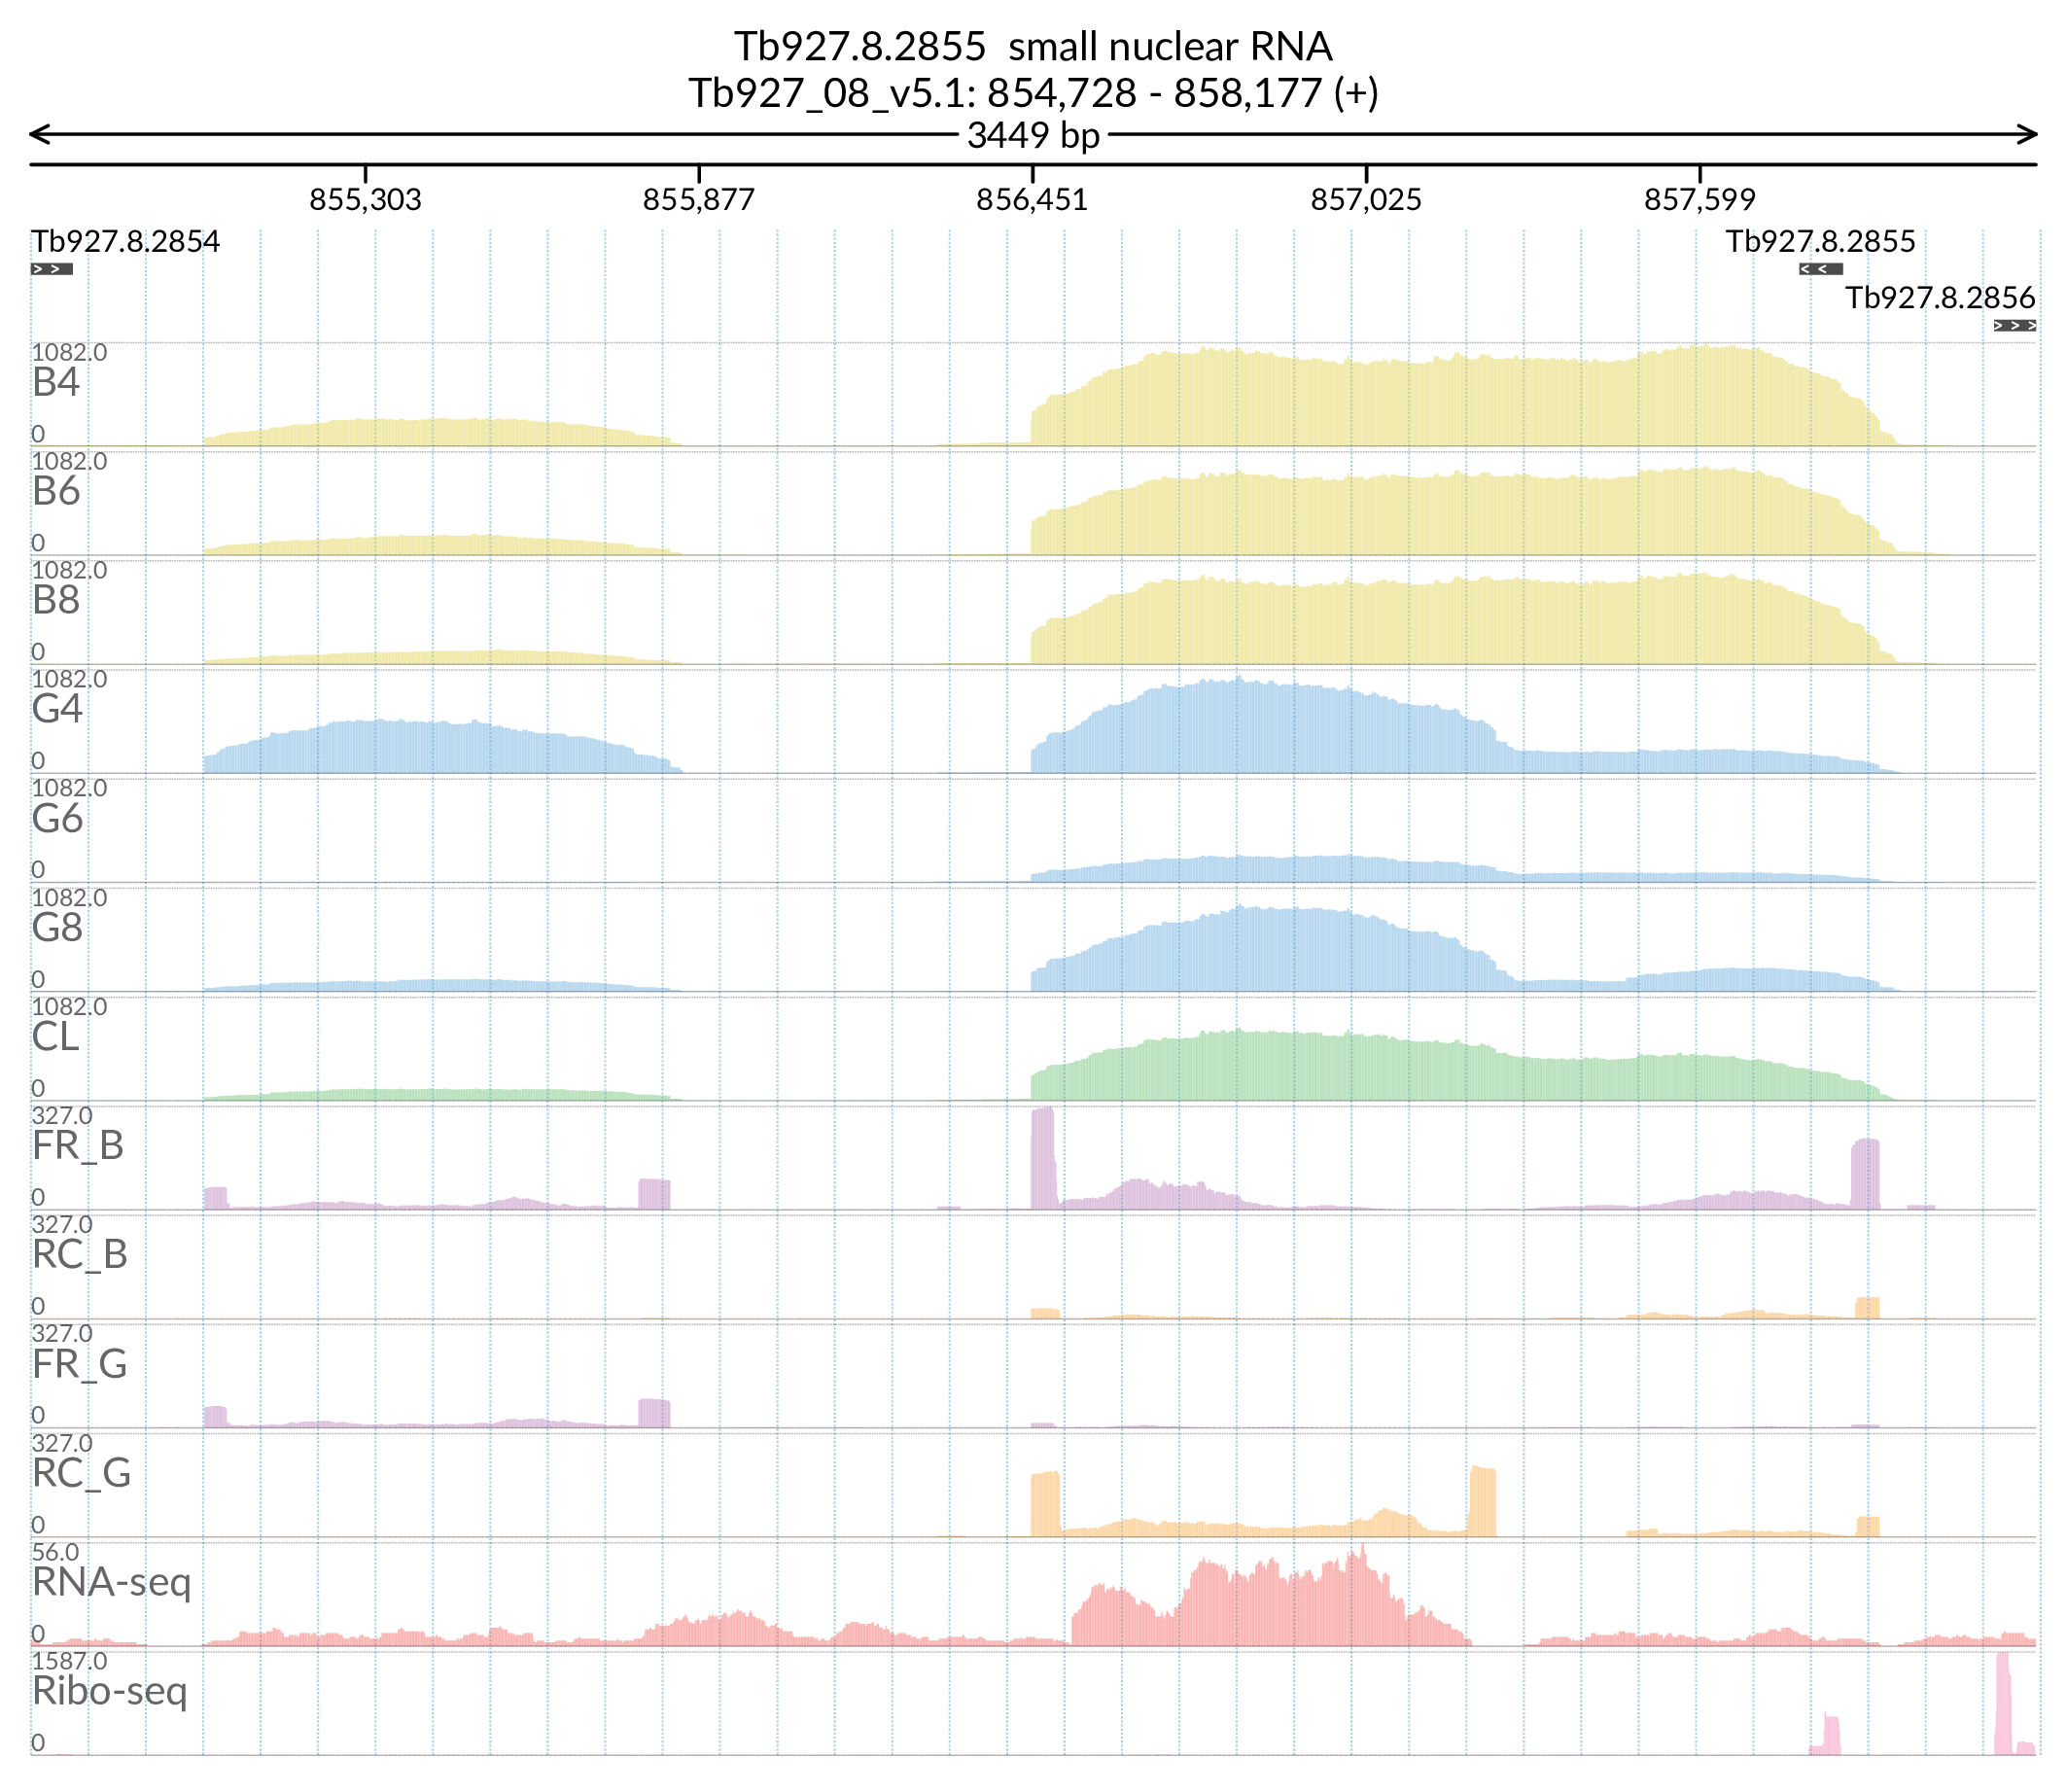 Tb927.8.2855  small nuclear RNA
Tb927_08_v5.1: 854,728 - 858,177 (+)
3449 bp
855,303 855,877 856,451 857,025 857,599
Tb927.8.2854 Tb927.8.2855
Tb927.8.2856
1082.0
B4
0
1082.0
B6
0
1082.0
B8
0
1082.0
G4
0
1082.0
G6
0
1082.0
G8
0
1082.0
CL
0
327.0
FR_B
0
327.0
RC_B
0
327.0
FR_G
0
327.0
RC_G
0
56.0
RNA-seq
0
1587.0
Ribo-seq
0